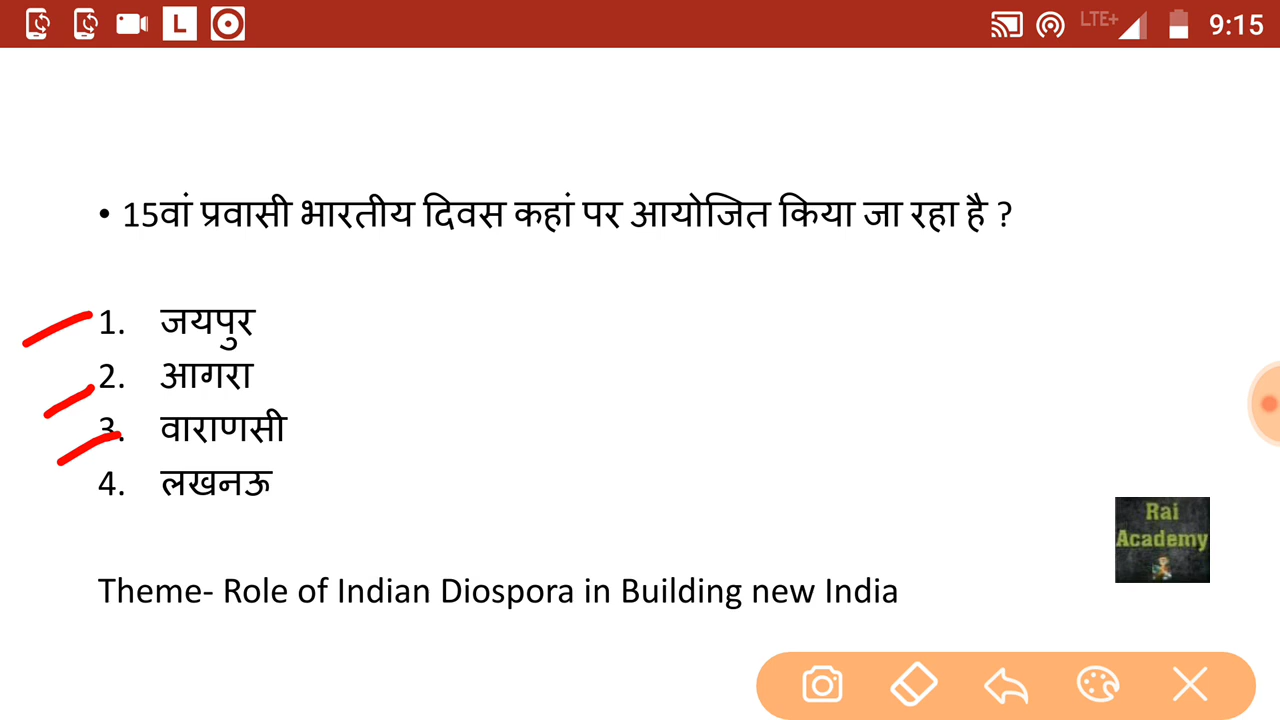 L 9:15 LTE+
• 15वां प्रवासी भारतीय दिवस कहां पर आयोजित किया जा रहा है ?
1. जयपुर
2. आगरा
3. वाराणसी
4. लखनऊ
Rai
Academy
Theme- Role of Indian Diospora in Building new India